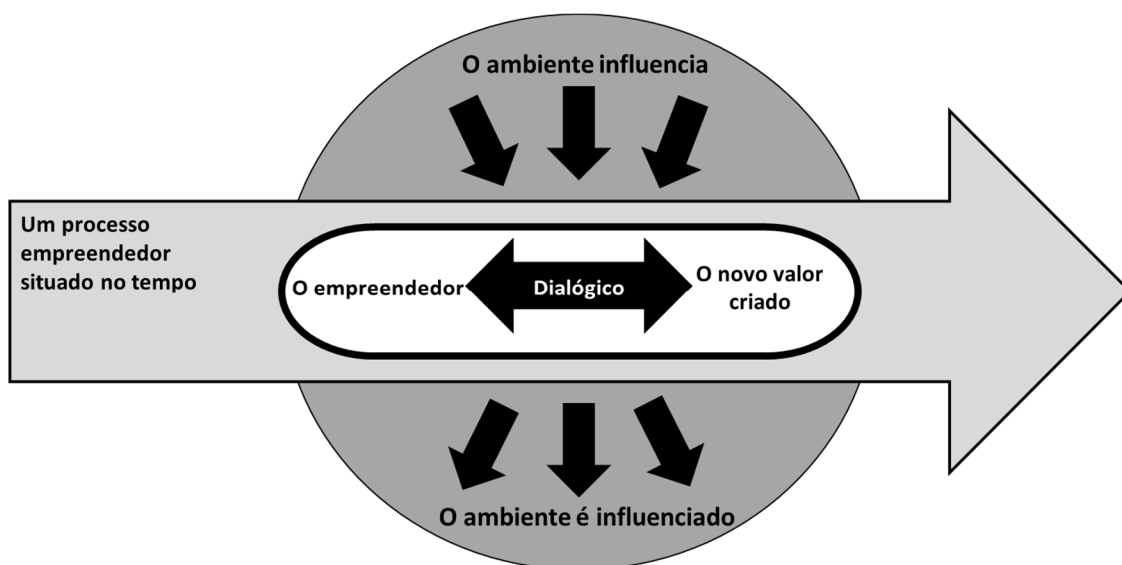 O ambiente influencia
Um processo
empreendedor
situado no tempo
O empreendedor
Dialógico
O novo valor
criado
O ambiente é influenciado